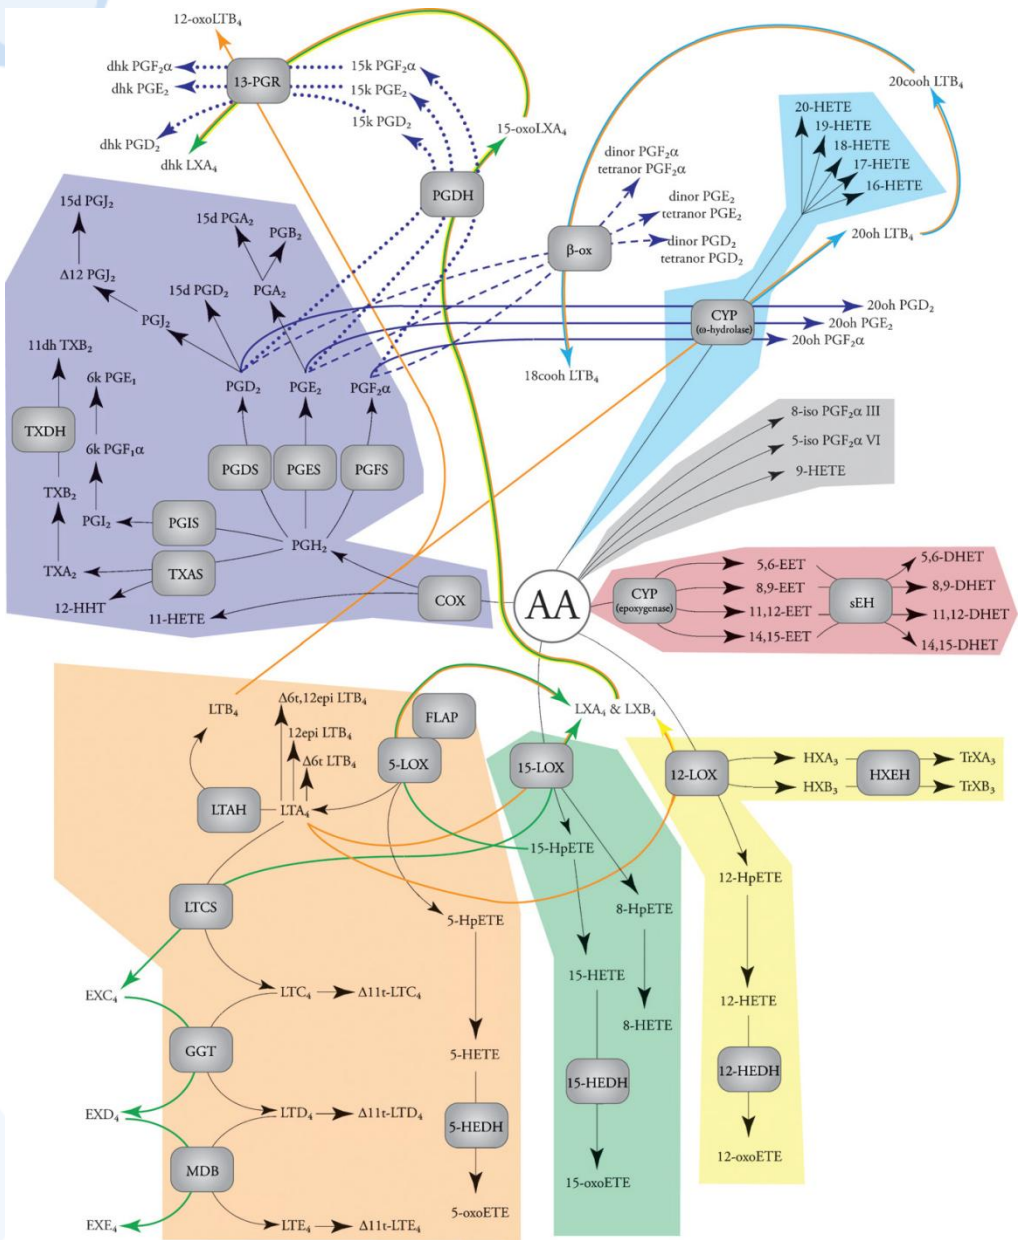 12-oxoLTB₄
dhk PGF₂α
13-PGR
15k PGF₂α
dhk PGE₂
15k PGE₂
15k PGD₂
dhk PGD₂
dhk LXA₄
15-oxoLXA₄
PGDH
20cooh LTB₄
20-HETE
19-HETE
18-HETE
17-HETE
16-HETE
dinor PGF₂α
tetranor PGF₂α
dinor PGE₂
tetranor PGE₂
dinor PGD₂
tetranor PGD₂
β-ox
20oh LTB₄
CYP
(ω-hydrolase)
20oh PGD₂
20oh PGE₂
20oh PGF₂α
18cooh LTB₄
15d PGJ₂
15d PGA₂
PGB₂
Δ12 PGJ₂
15d PGD₂
PGA₂
PGJ₂
11dh TXB₂
6k PGE₁
PGD₂
PGE₂
PGF₂α
TXDH
6k PGF₁α
PGDS
PGES
PGFS
TXB₂
PGI₂
PGIS
PGH₂
TXA₂
TXAS
12-HHT
11-HETE
COX
AA
8-iso PGF₂α III
5-iso PGF₂α VI
9-HETE
CYP
(epoxygenase)
5,6-EET
8,9-EET
11,12-EET
14,15-EET
sEH
5,6-DHET
8,9-DHET
11,12-DHET
14,15-DHET
LTB₄
Δ6t,12epi LTB₄
12epi LTB₄
Δ6t LTB₄
FLAP
5-LOX
LXA₄ & LXB₄
15-LOX
12-LOX
HXA₃
HXB₃
HXEH
TrXA₃
TrXB₃
LTAH
LTA₄
15-HpETE
12-HpETE
LTCS
5-HpETE
8-HpETE
EXC₄
LTC₄
Δ11t-LTC₄
15-HETE
12-HETE
8-HETE
GGT
5-HETE
15-HEDH
12-HEDH
EXD₄
LTD₄
Δ11t-LTD₄
5-HEDH
MDB
12-oxoETE
15-oxoETE
5-oxoETE
EXE₄
LTE₄
Δ11t-LTE₄